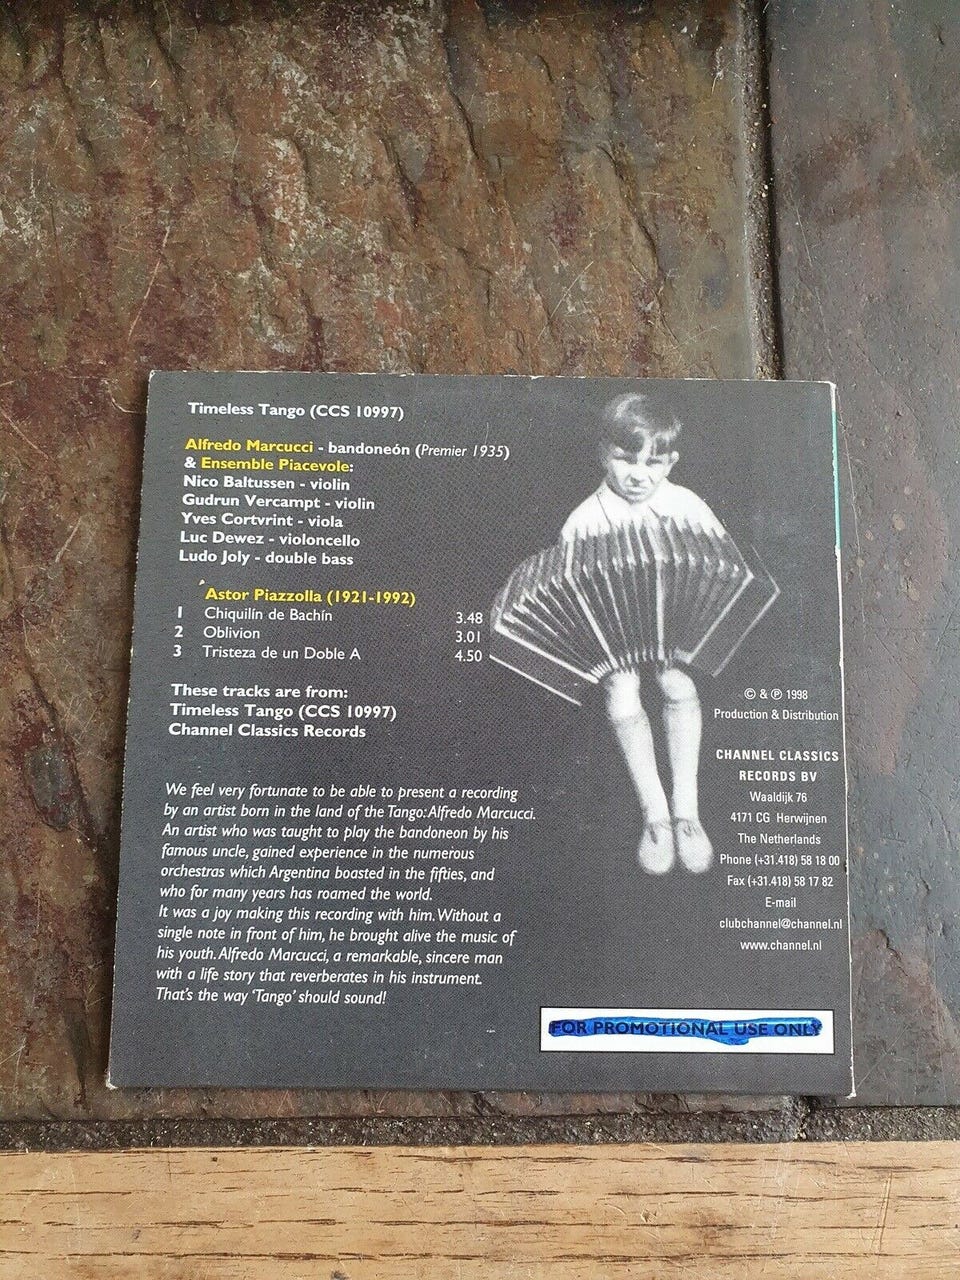 Timeless Tango (CCS 10997)
Alfredo Marcucci - bandoneón (Premier 1935)
& Ensemble Piacevole:
Nico Baltussen - violin
Gudrun Vercampt - violin
Yves Cortvrint - viola
Luc Dewez - violoncello
Ludo Joly - double bass
Astor Piazzolla (1921-1992)
1 Chiquilín de Bachín 3.48
2 Oblivion 3.01
3 Tristeza de un Doble A 4.50
These tracks are from:
Timeless Tango (CCS 10997)
Channel Classics Records
We feel very fortunate to be able to present a recording
by an artist born in the land of the Tango: Alfredo Marcucci.
An artist who was taught to play the bandoneon by his
famous uncle, gained experience in the numerous
orchestras which Argentina boasted in the fifties, and
who for many years has roamed the world.
It was a joy making this recording with him. Without a
single note in front of him, he brought alive the music of
his youth. Alfredo Marcucci, a remarkable, sincere man
with a life story that reverberates in his instrument.
That's the way 'Tango' should sound!
© & ℗ 1998
Production & Distribution
CHANNEL CLASSICS
RECORDS BV
Waaldijk 76
4171 CG Herwijnen
The Netherlands
Phone (+31.418) 58 18 00
Fax (+31.418) 58 17 82
E-mail
clubchannel@channel.nl
www.channel.nl
FOR PROMOTIONAL USE ONLY